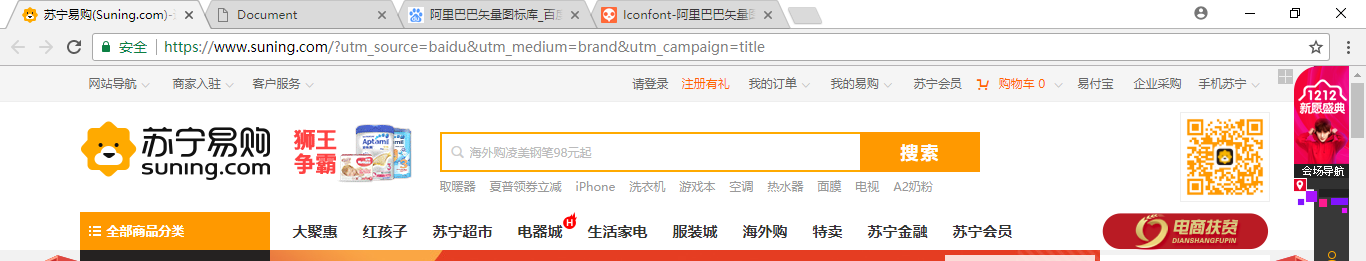 苏宁易购(Suning.com)-
Document
阿里巴巴矢量图标库_百度
Iconfont-阿里巴巴矢量图
安全 https://www.suning.com/?utm_source=baidu&utm_medium=brand&utm_campaign=title
网站导航 商家入驻 客户服务 请登录 注册有礼 我的订单 我的易购 苏宁会员 购物车 0 易付宝 企业采购 手机苏宁
1212
新愿盛典
会场导航
苏宁易购
suning.com
狮王
争霸
Aptamil
海外购凌美钢笔98元起
搜索
取暖器 夏普领券立减 iPhone 洗衣机 游戏本 空调 热水器 面膜 电视 A2奶粉
全部商品分类 大聚惠 红孩子 苏宁超市 电器城 H 生活家电 服装城 海外购 特卖 苏宁金融 苏宁会员
电商扶贫
DIANSHANGFUPIN